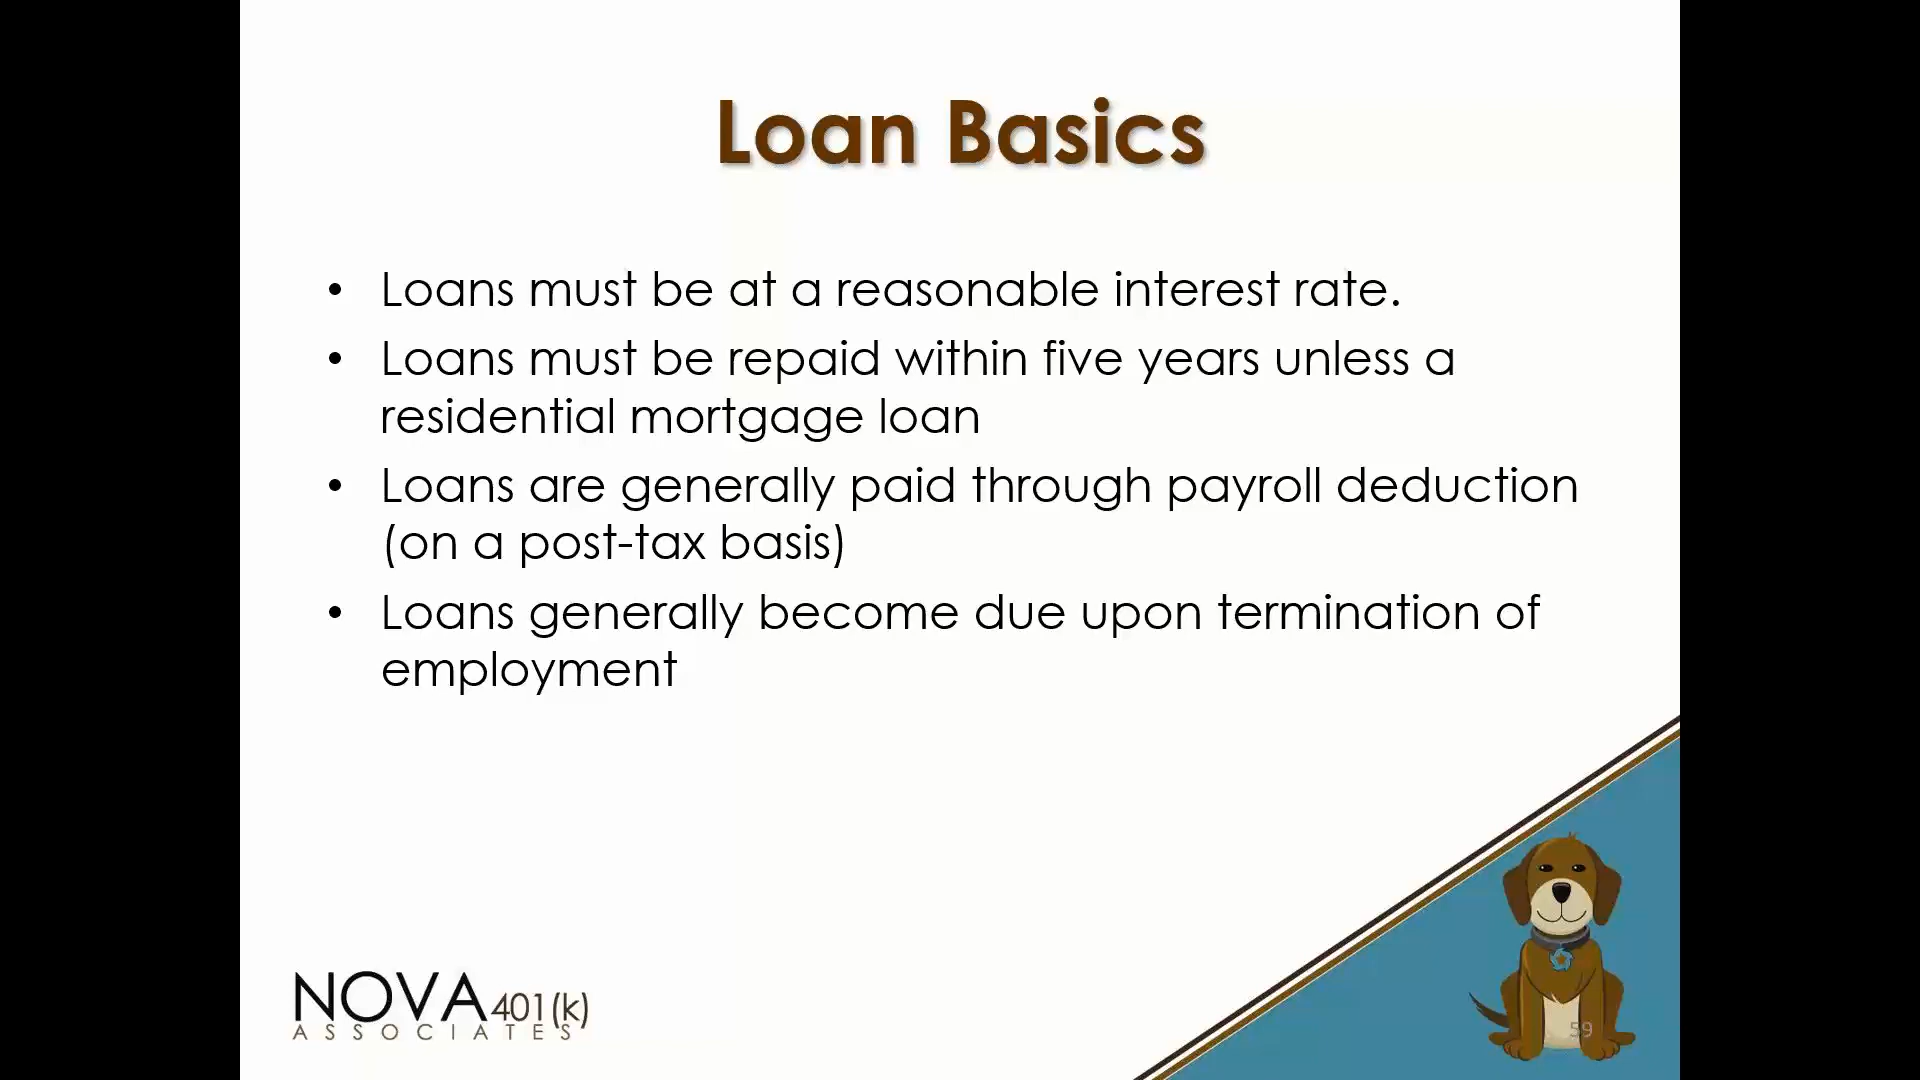 Loan Basics
• Loans must be at a reasonable interest rate.
• Loans must be repaid within five years unless a
residential mortgage loan
• Loans are generally paid through payroll deduction
(on a post-tax basis)
• Loans generally become due upon termination of
employment
NOVA 401(k)
ASSOCIATES
59